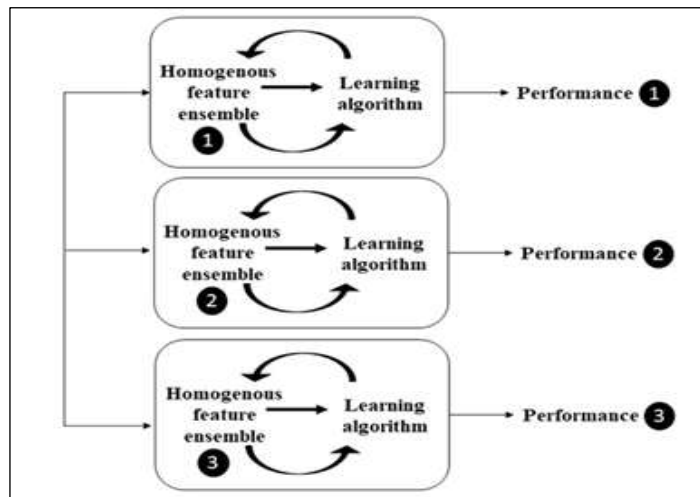 Homogenous
feature
ensemble
1
Learning
algorithm
Performance 1
Homogenous
feature
ensemble
2
Learning
algorithm
Performance 2
Homogenous
feature
ensemble
3
Learning
algorithm
Performance 3